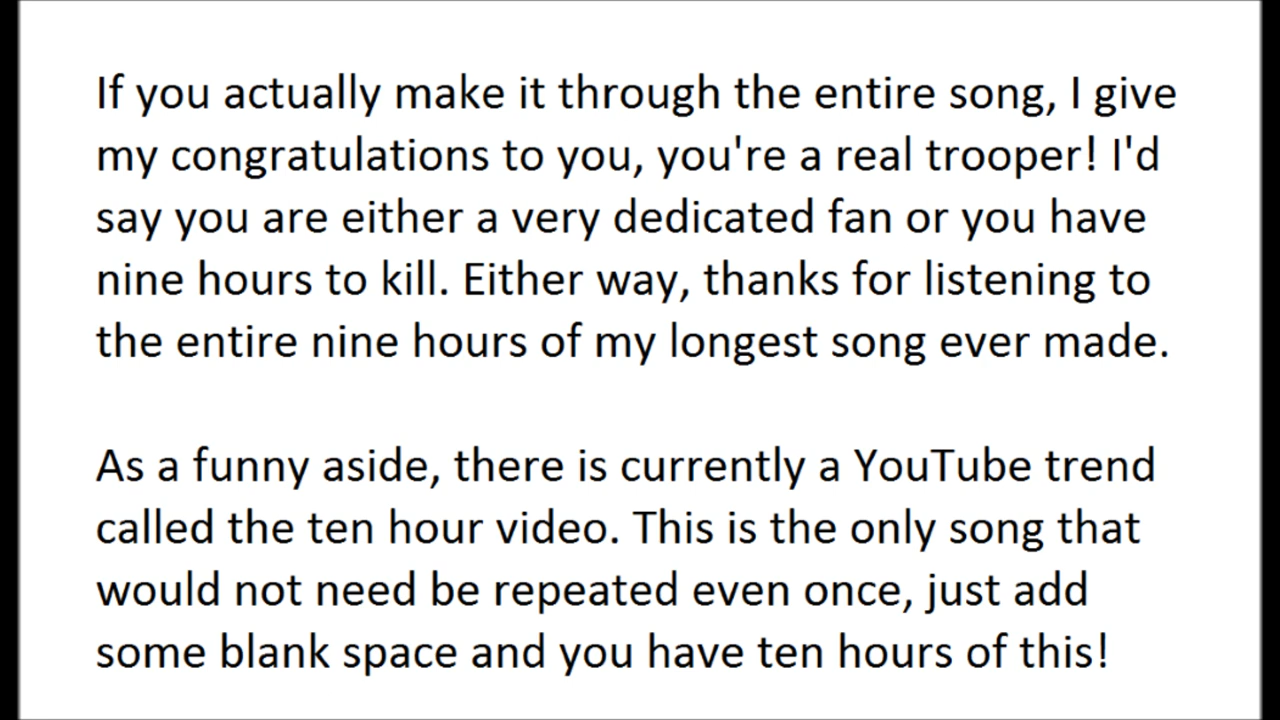 If you actually make it through the entire song, I give
my congratulations to you, you're a real trooper! I'd
say you are either a very dedicated fan or you have
nine hours to kill. Either way, thanks for listening to
the entire nine hours of my longest song ever made.
As a funny aside, there is currently a YouTube trend
called the ten hour video. This is the only song that
would not need be repeated even once, just add
some blank space and you have ten hours of this!